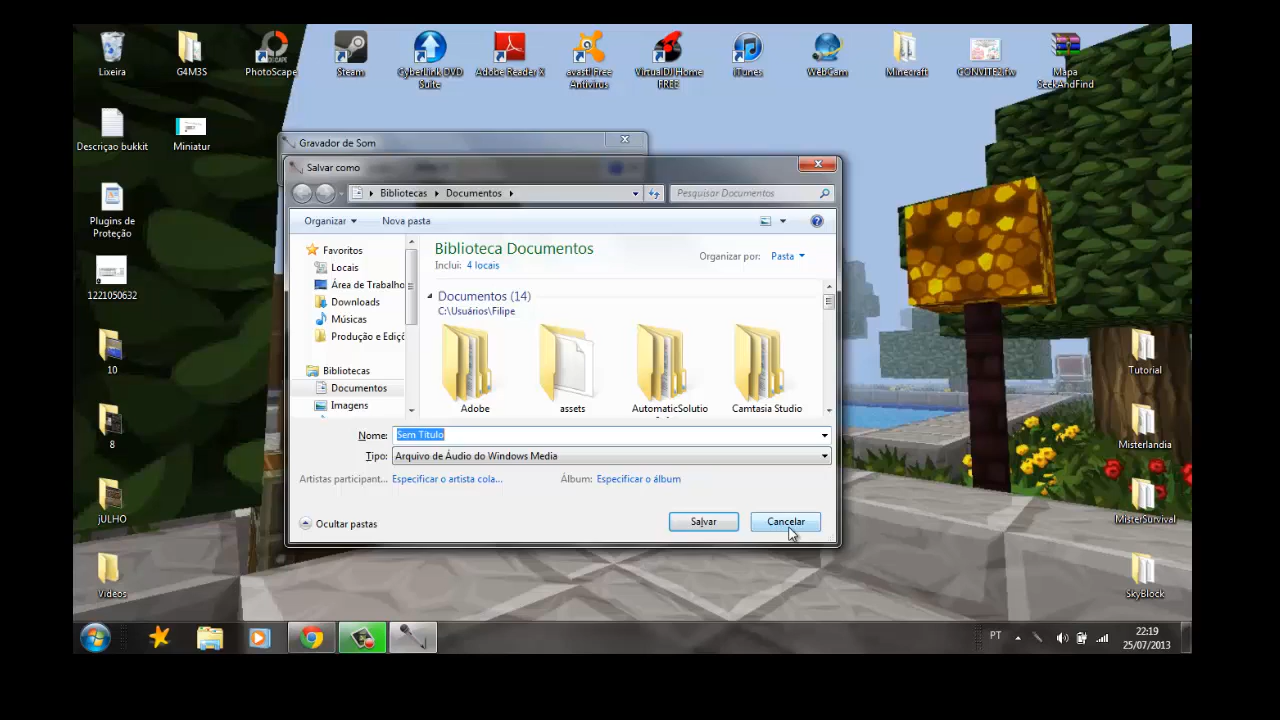 Lixeira
G4M3S
PhotoScape
Steam
CyberLink DVD
Suite
Adobe Reader X
avast! Free
Antivirus
VirtualDJ Home
FREE
iTunes
WebCam
Minecraft
CONVITE2.fw
Mapa
SeekAndFind
Descriçao bukkit
Miniatur
Plugins de
Proteção
1221050632
10
8
jULHO
Videos
Gravador de Som
Salvar como
Bibliotecas
Documentos
Pesquisar Documentos
Organizar
Nova pasta
Favoritos
Locais
Área de Trabalho
Downloads
Músicas
Produção e Ediçõ
Bibliotecas
Documentos
Imagens
Biblioteca Documentos
Inclui: 4 locais
Organizar por: Pasta
Documentos (14)
C:\Usuários\Filipe
Adobe
assets
AutomaticSolutio
Camtasia Studio
Nome: Sem Título
Tipo: Arquivo de Áudio do Windows Media
Artistas participant... Especificar o artista cola...
Álbum: Especificar o álbum
Ocultar pastas
Salvar
Cancelar
Tutorial
Misterlandia
MisterSurvival
SkyBlock
PT
22:19
25/07/2013